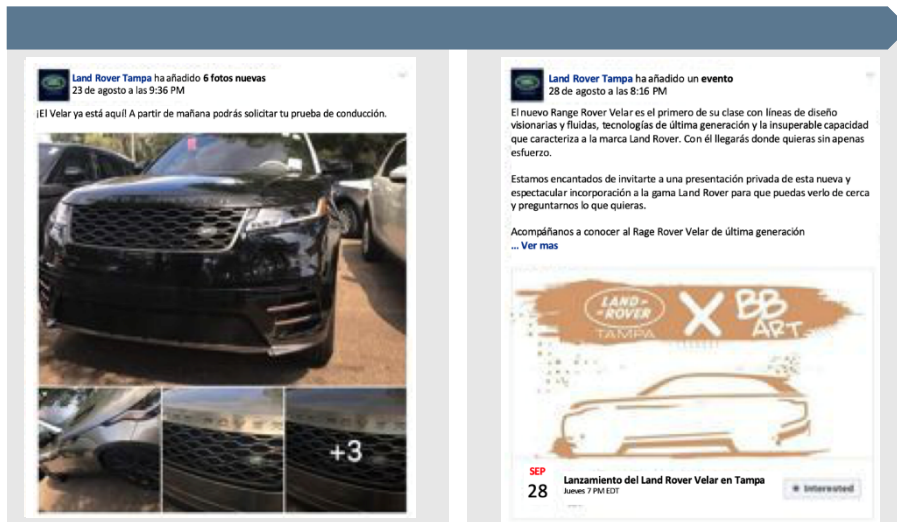 Land Rover Tampa ha añadido 6 fotos nuevas
23 de agosto a las 9:36 PM
¡El Velar ya está aquí! A partir de mañana podrás solicitar tu prueba de conducción.
+3
Land Rover Tampa ha añadido un evento
28 de agosto a las 8:16 PM
El nuevo Range Rover Velar es el primero de su clase con líneas de diseño
visionarias y fluidas, tecnologías de última generación y la insuperable capacidad
que caracteriza a la marca Land Rover. Con él llegarás donde quieras sin apenas
esfuerzo.
Estamos encantados de invitarte a una presentación privada de esta nueva y
espectacular incorporación a la gama Land Rover para que puedas verlo de cerca
y preguntarnos lo que quieras.
Acompáñanos a conocer al Rage Rover Velar de última generación
... Ver mas
LAND ROVER
TAMPA
X
BB
ART
SEP
28
Lanzamiento del Land Rover Velar en Tampa
Jueves 7 PM EDT
Interested